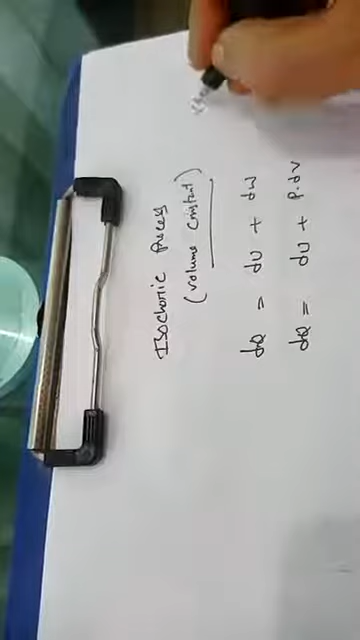 Isochoric Process
(volume constant)
dQ = dU + dW
dQ = dU + P.dV